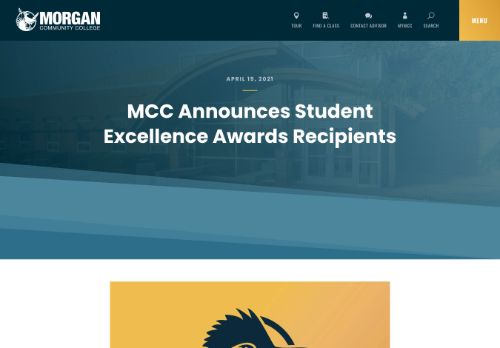 MORGAN
COMMUNITY COLLEGE
TOUR
FIND A CLASS
CONTACT ADVISOR
MYMCC
SEARCH
MENU
APRIL 15, 2021
MCC Announces Student
Excellence Awards Recipients